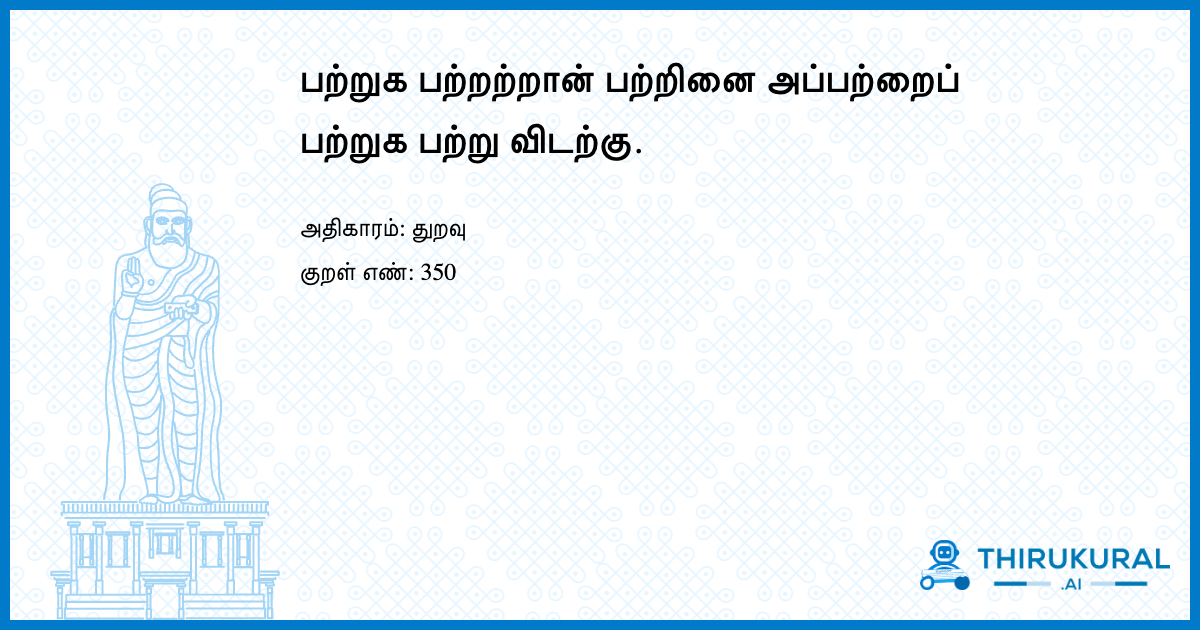 பற்றுக பற்றற்றான் பற்றினை அப்பற்றைப்
பற்றுக பற்று விடற்கு.
அதிகாரம்: துறவு
குறள் எண்: 350
THIRUKURAL
.AI